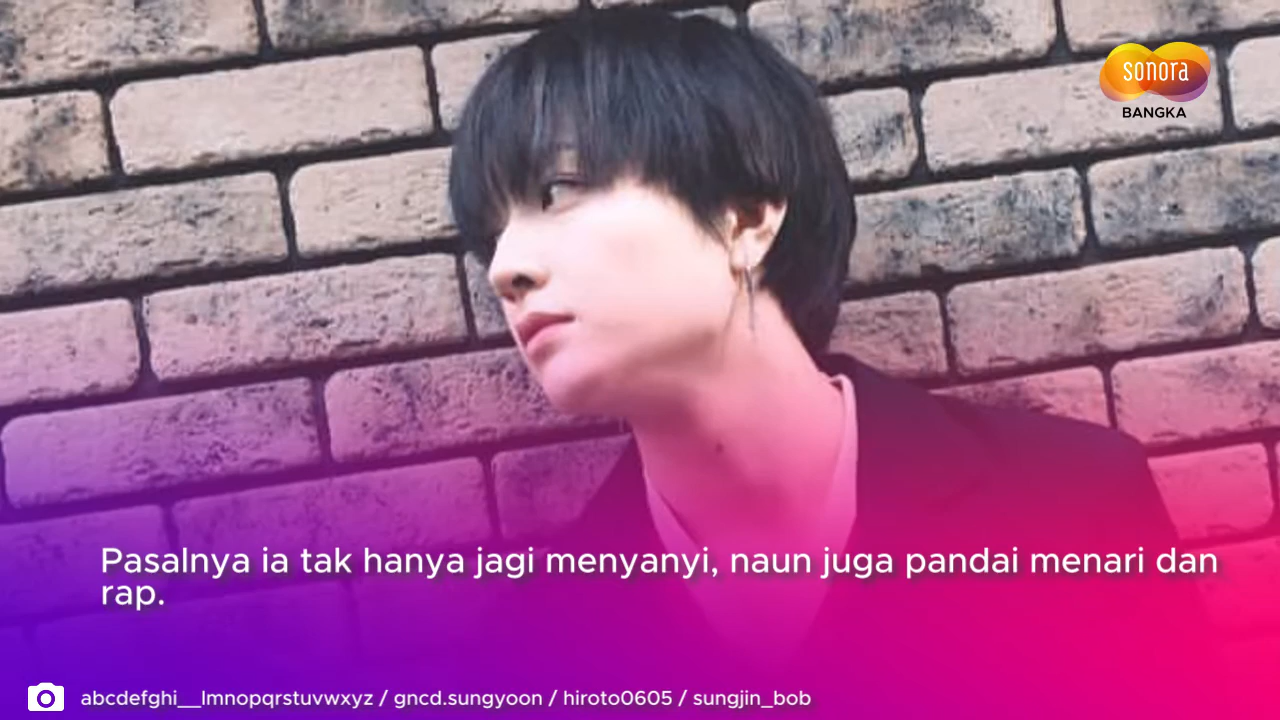 sonora
BANGKA
Pasalnya ia tak hanya jagi menyanyi, naun juga pandai menari dan
rap.
abcdefghi__lmnopqrstuvwxyz / gncd.sungyoon / hiroto0605 / sungjin_bob